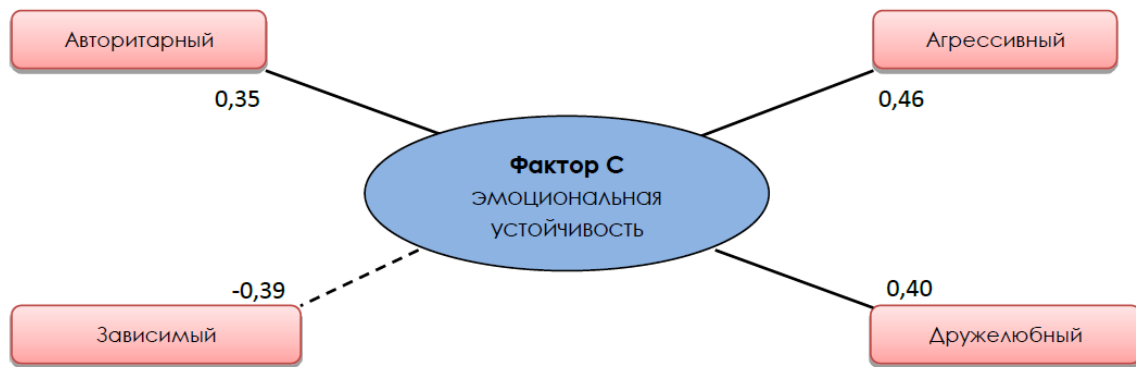 Авторитарный
Агрессивный
0,35
0,46
Фактор С
эмоциональная
устойчивость
-0,39
0,40
Зависимый
Дружелюбный